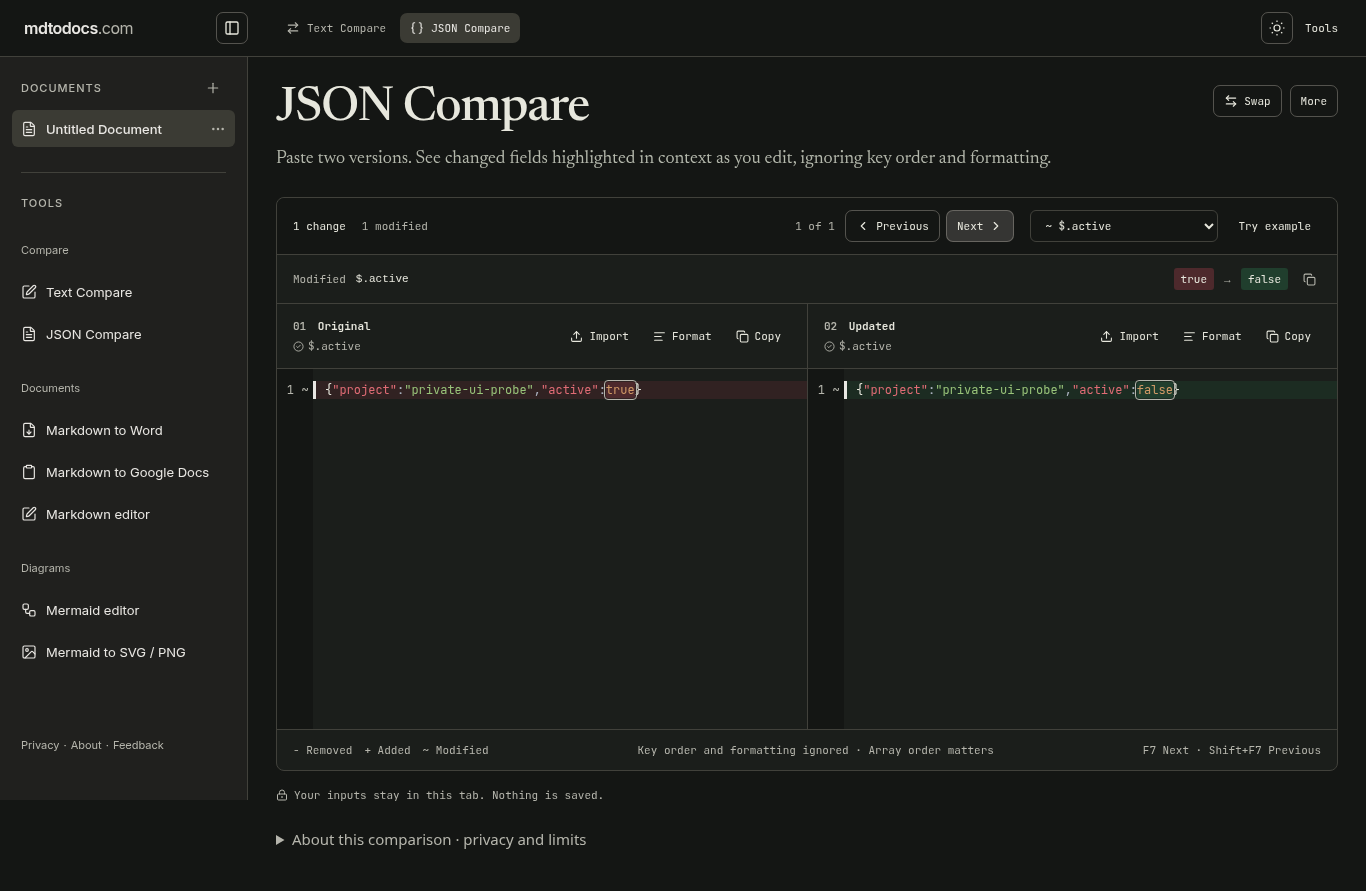 mdtodocs.com
Text Compare
JSON Compare
Tools
DOCUMENTS
Untitled Document
TOOLS
Compare
Text Compare
JSON Compare
Documents
Markdown to Word
Markdown to Google Docs
Markdown editor
Diagrams
Mermaid editor
Mermaid to SVG / PNG
Privacy · About · Feedback
JSON Compare
Swap
More
Paste two versions. See changed fields highlighted in context as you edit, ignoring key order and formatting.
1 change 1 modified
1 of 1
Previous
Next
~ $.active
Try example
Modified $.active
true → false
01 Original
$.active
Import
Format
Copy
02 Updated
$.active
Import
Format
Copy
1 ~ {"project":"private-ui-probe","active":true}
1 ~ {"project":"private-ui-probe","active":false}
- Removed + Added ~ Modified
Key order and formatting ignored · Array order matters
F7 Next · Shift+F7 Previous
Your inputs stay in this tab. Nothing is saved.
About this comparison · privacy and limits